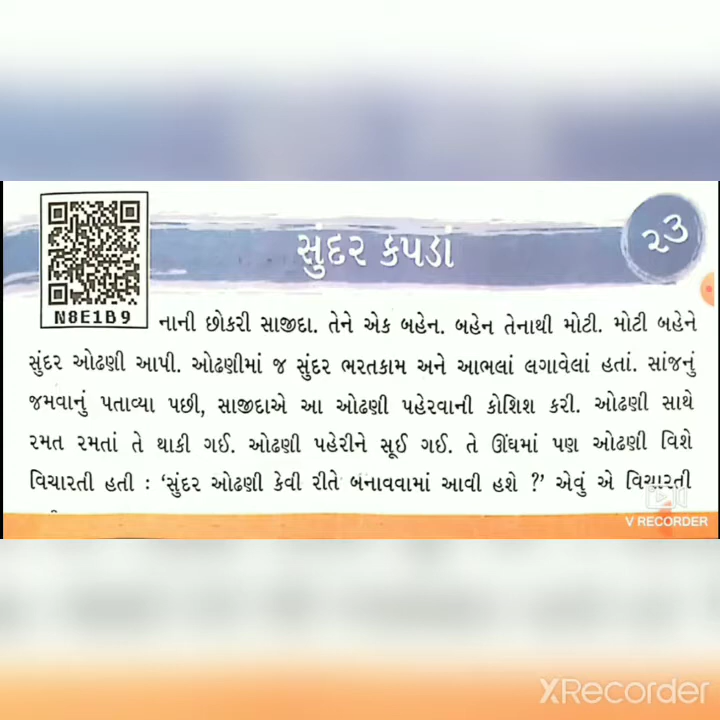 સુંદર કપડાં
૨૩
N8E1B9
નાની છોકરી સાજીદા. તેને એક બહેન. બહેન તેનાથી મોટી. મોટી બહેને
સુંદર ઓઢણી આપી. ઓઢણીમાં જ સુંદર ભરતકામ અને આભલાં લગાવેલાં હતાં. સાંજનું
જમવાનું પતાવ્યા પછી, સાજીદાએ આ ઓઢણી પહેરવાની કોશિશ કરી. ઓઢણી સાથે
રમત રમતાં તે થાકી ગઈ. ઓઢણી પહેરીને સૂઈ ગઈ. તે ઊંઘમાં પણ ઓઢણી વિશે
વિચારતી હતી : ‘સુંદર ઓઢણી કેવી રીતે બનાવવામાં આવી હશે ?’ એવું એ વિચારતી
V RECORDER
XRecorder